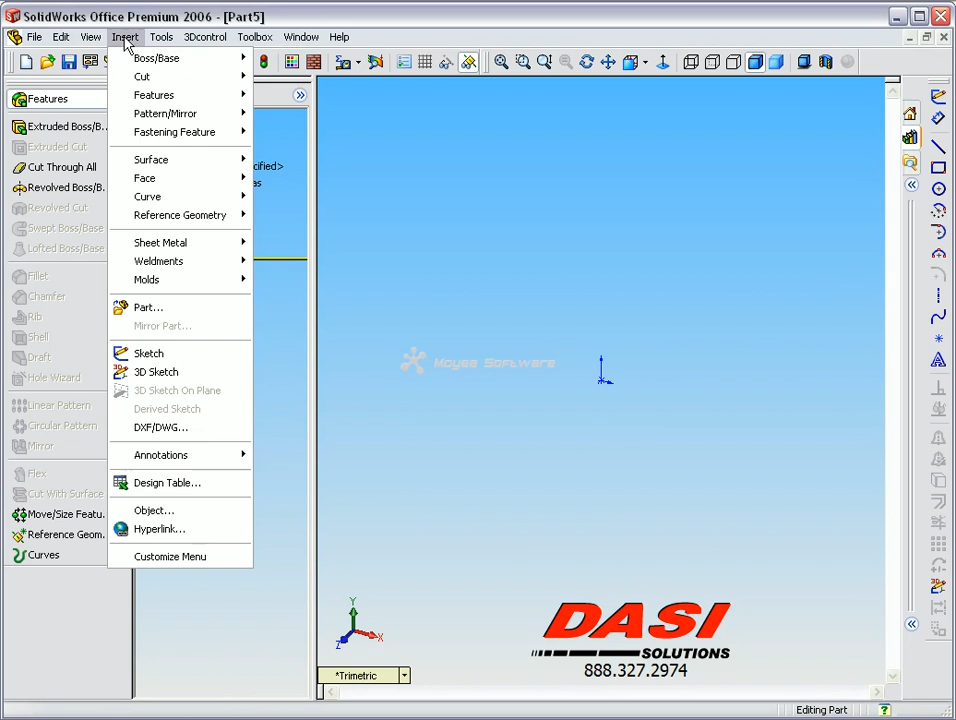 SolidWorks Office Premium 2006 - [Part5]
File Edit View Insert Tools 3Dcontrol Toolbox Window Help
Features
Extruded Boss/B...
Extruded Cut
Cut Through All
Revolved Boss/B...
Revolved Cut
Swept Boss/Base
Lofted Boss/Base
Fillet
Chamfer
Rib
Shell
Draft
Hole Wizard
Linear Pattern
Circular Pattern
Mirror
Flex
Cut With Surface
Move/Size Featu...
Reference Geom...
Curves
Boss/Base
Cut
Features
Pattern/Mirror
Fastening Feature
Surface
Face
Curve
Reference Geometry
Sheet Metal
Weldments
Molds
Part...
Mirror Part...
Sketch
3D Sketch
3D Sketch On Plane
Derived Sketch
DXF/DWG...
Annotations
Design Table...
Object...
Hyperlink...
Customize Menu
cified>
as
Moyea Software
Y
X
Z
*Trimetric
DASI
SOLUTIONS
888.327.2974
Editing Part